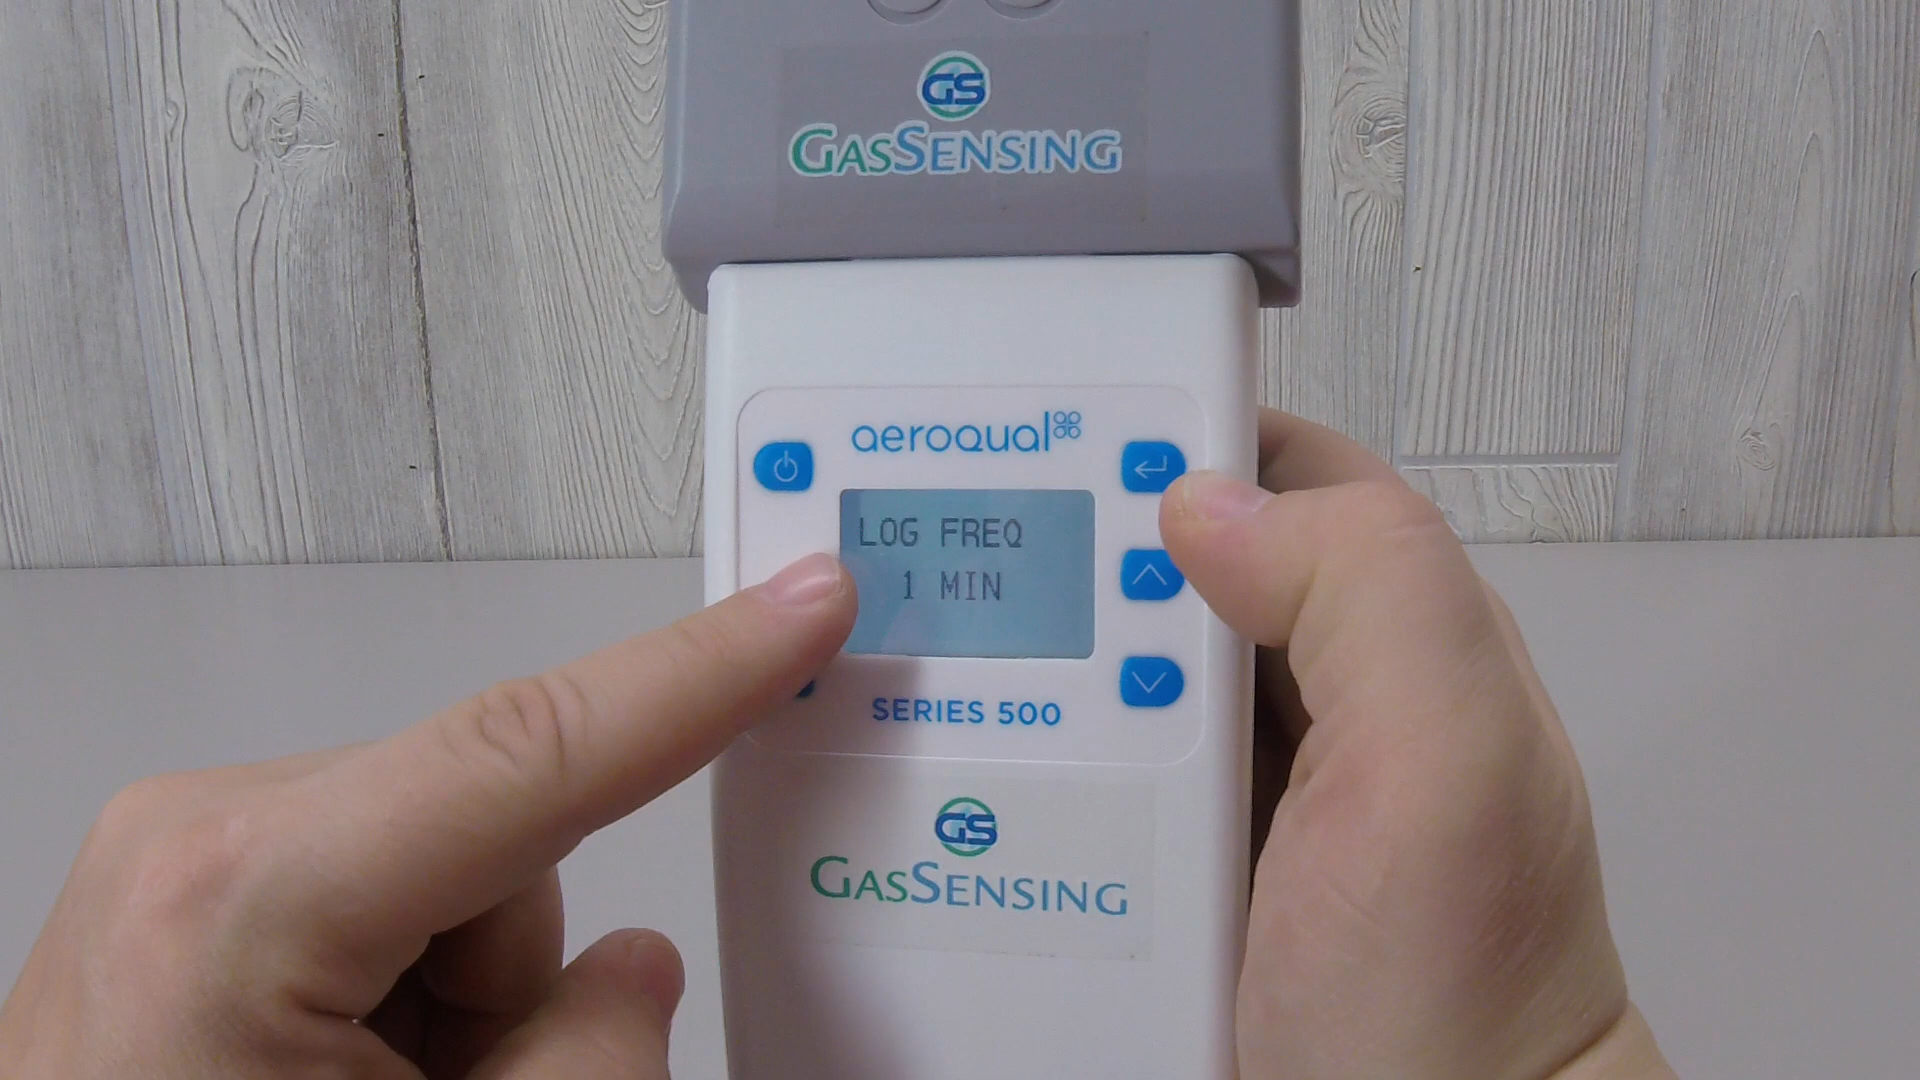 GS
GASSENSING
aeroqual
LOG FREQ
1 MIN
SERIES 500
GS
GASSENSING